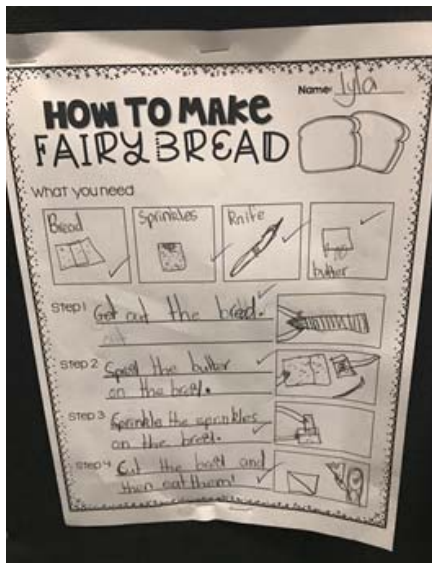 Name: Lyla
HOW TO MAKE
FAIRY BREAD
What you need
Bread
Sprinkles
Knife
butter
Step 1 Get out the bread.
Step 2 Spred the butter
on the bred.
Step 3 Sprinkle the sprinkles
on the bred.
Step 4 Cut the bred and
then eat them!